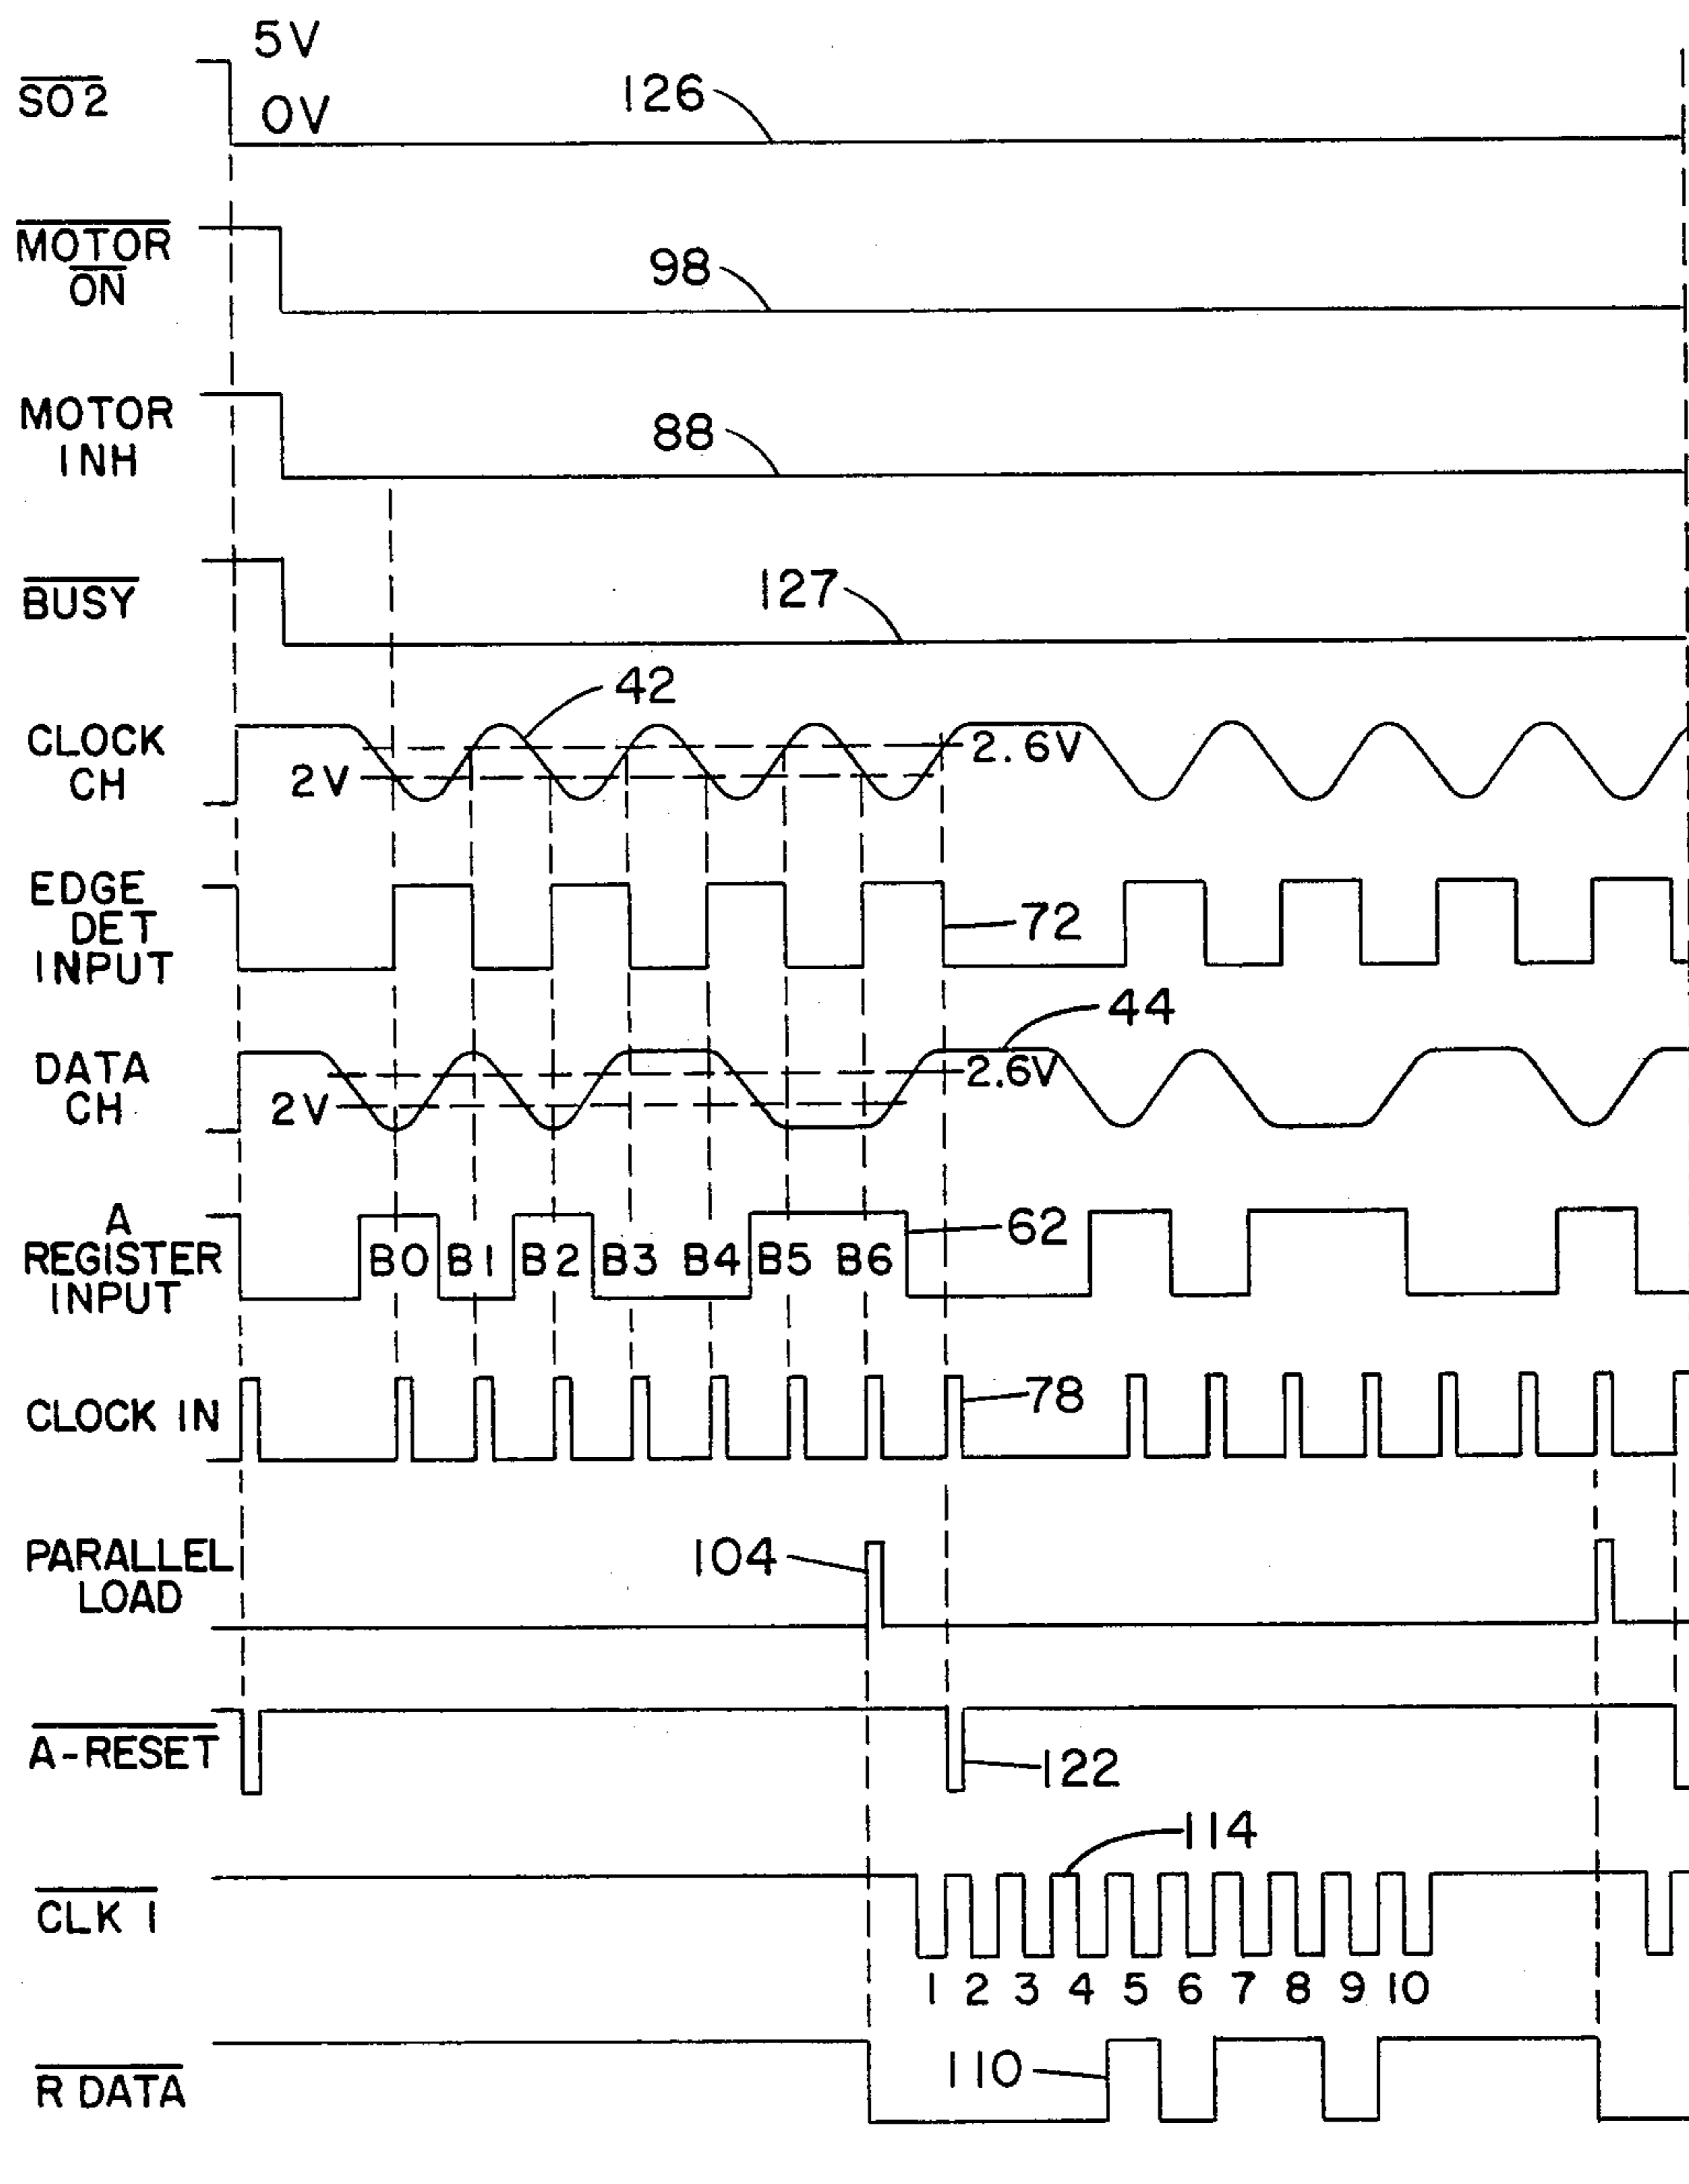 5V
SO2
0V
126
MOTOR
ON
98
MOTOR
INH
88
BUSY
127
42
CLOCK
CH
2V
2.6V
EDGE
DET
INPUT
72
44
DATA
CH
2V
2.6V
A
REGISTER
INPUT
B0 B1 B2 B3 B4 B5 B6
62
CLOCK IN
78
PARALLEL
LOAD
104
A-RESET
122
114
CLK 1
1 2 3 4 5 6 7 8 9 10
R DATA
110